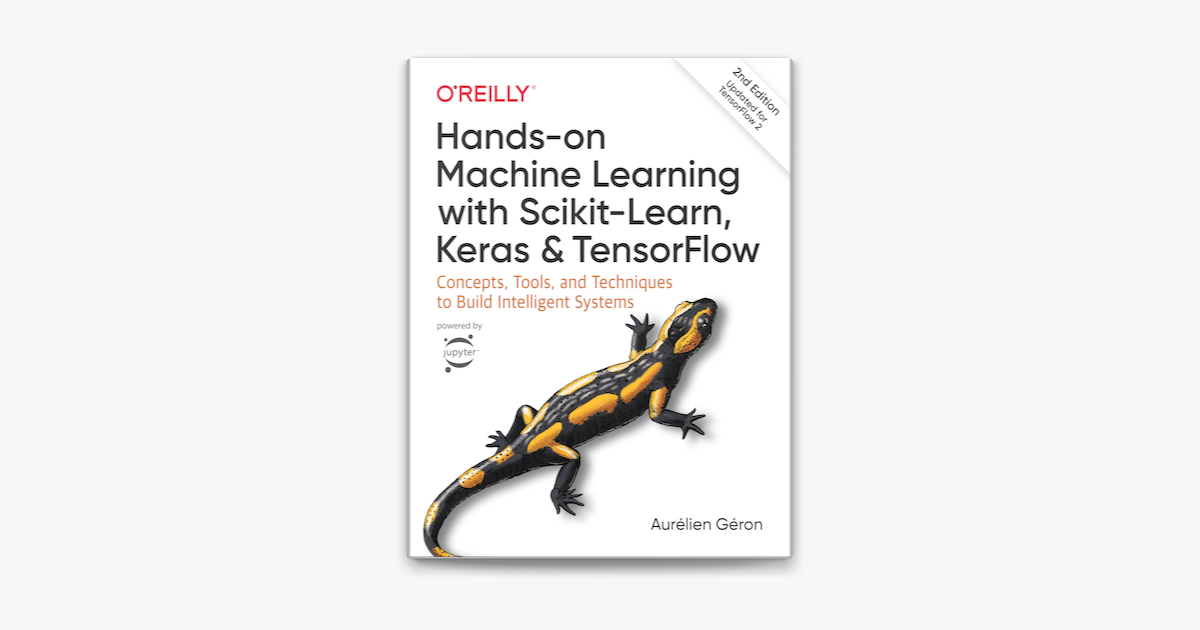 O'REILLY®
2nd Edition
Updated for
TensorFlow 2
Hands-on
Machine Learning
with Scikit-Learn,
Keras & TensorFlow
Concepts, Tools, and Techniques
to Build Intelligent Systems
powered by
jupyter™
Aurélien Géron